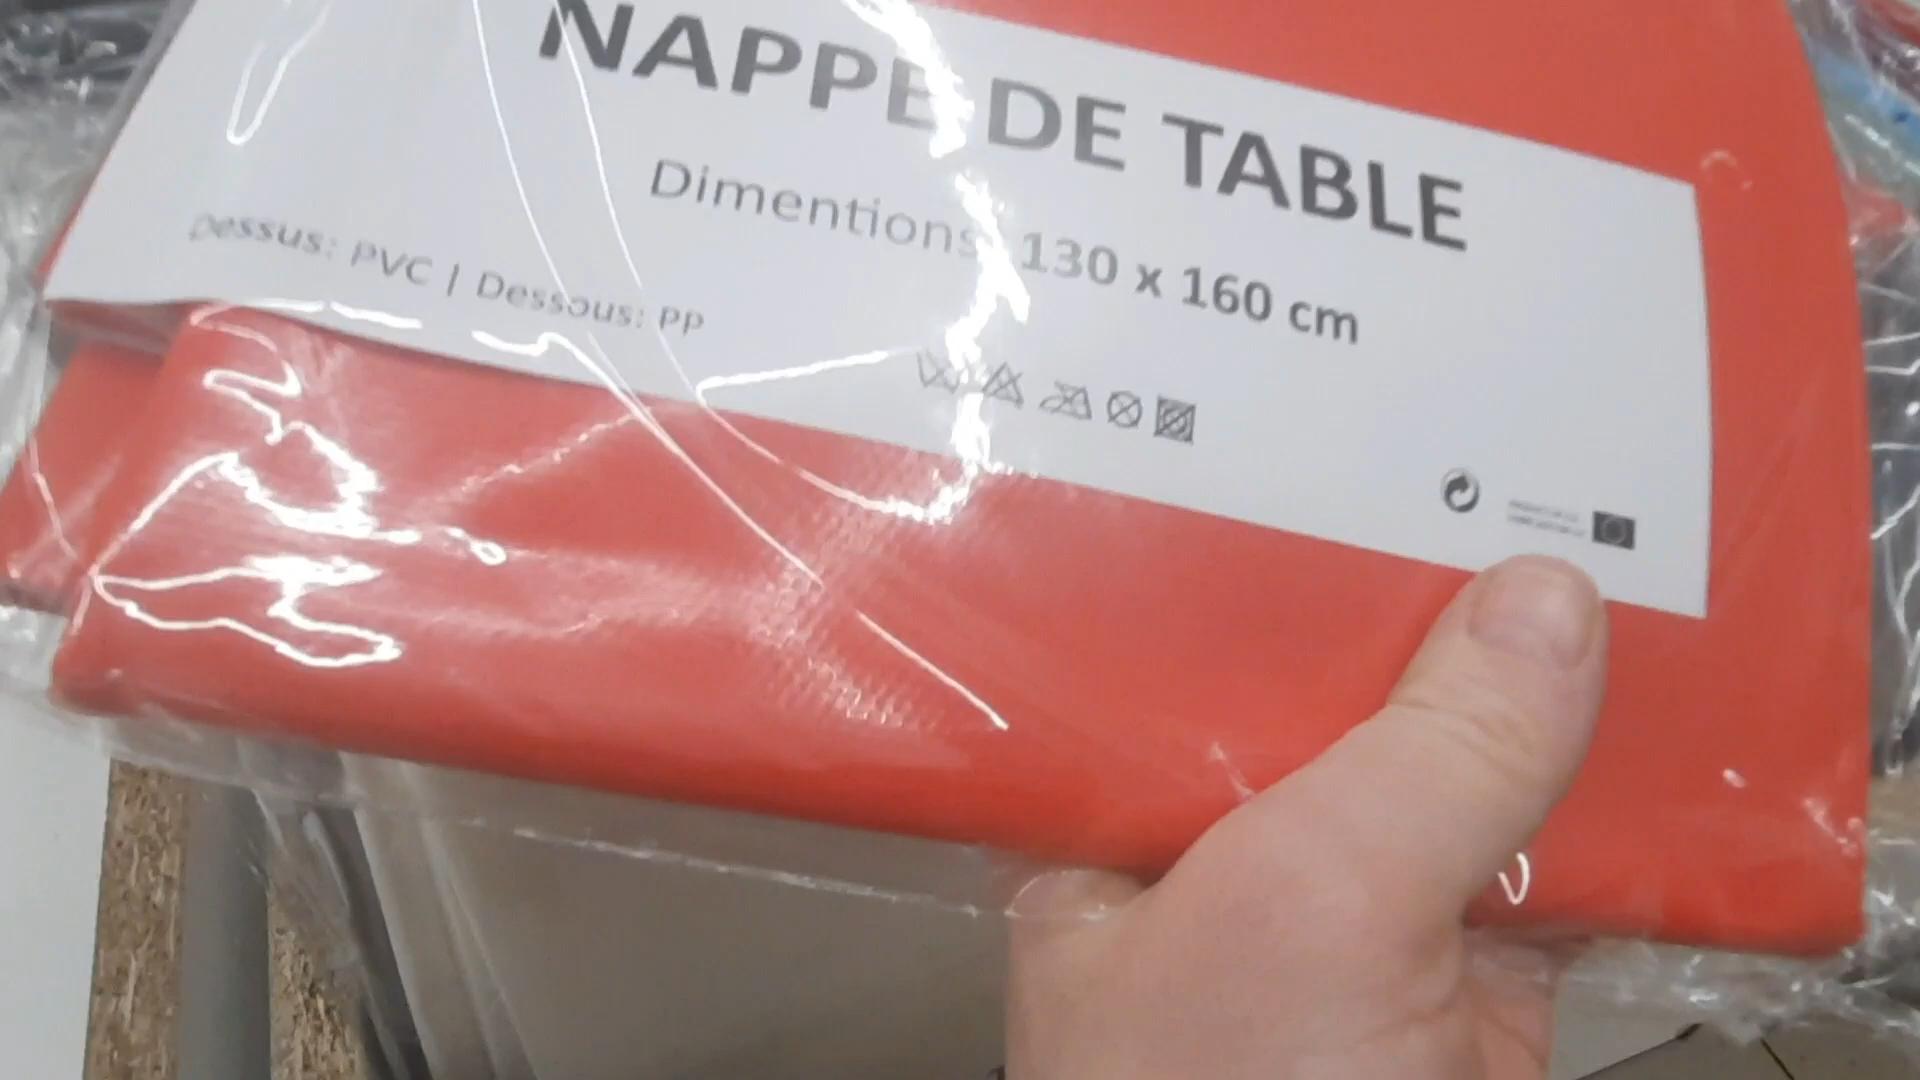 NAPPE DE TABLE
Dimentions: 130 x 160 cm
Dessus: PVC | Dessous: PP